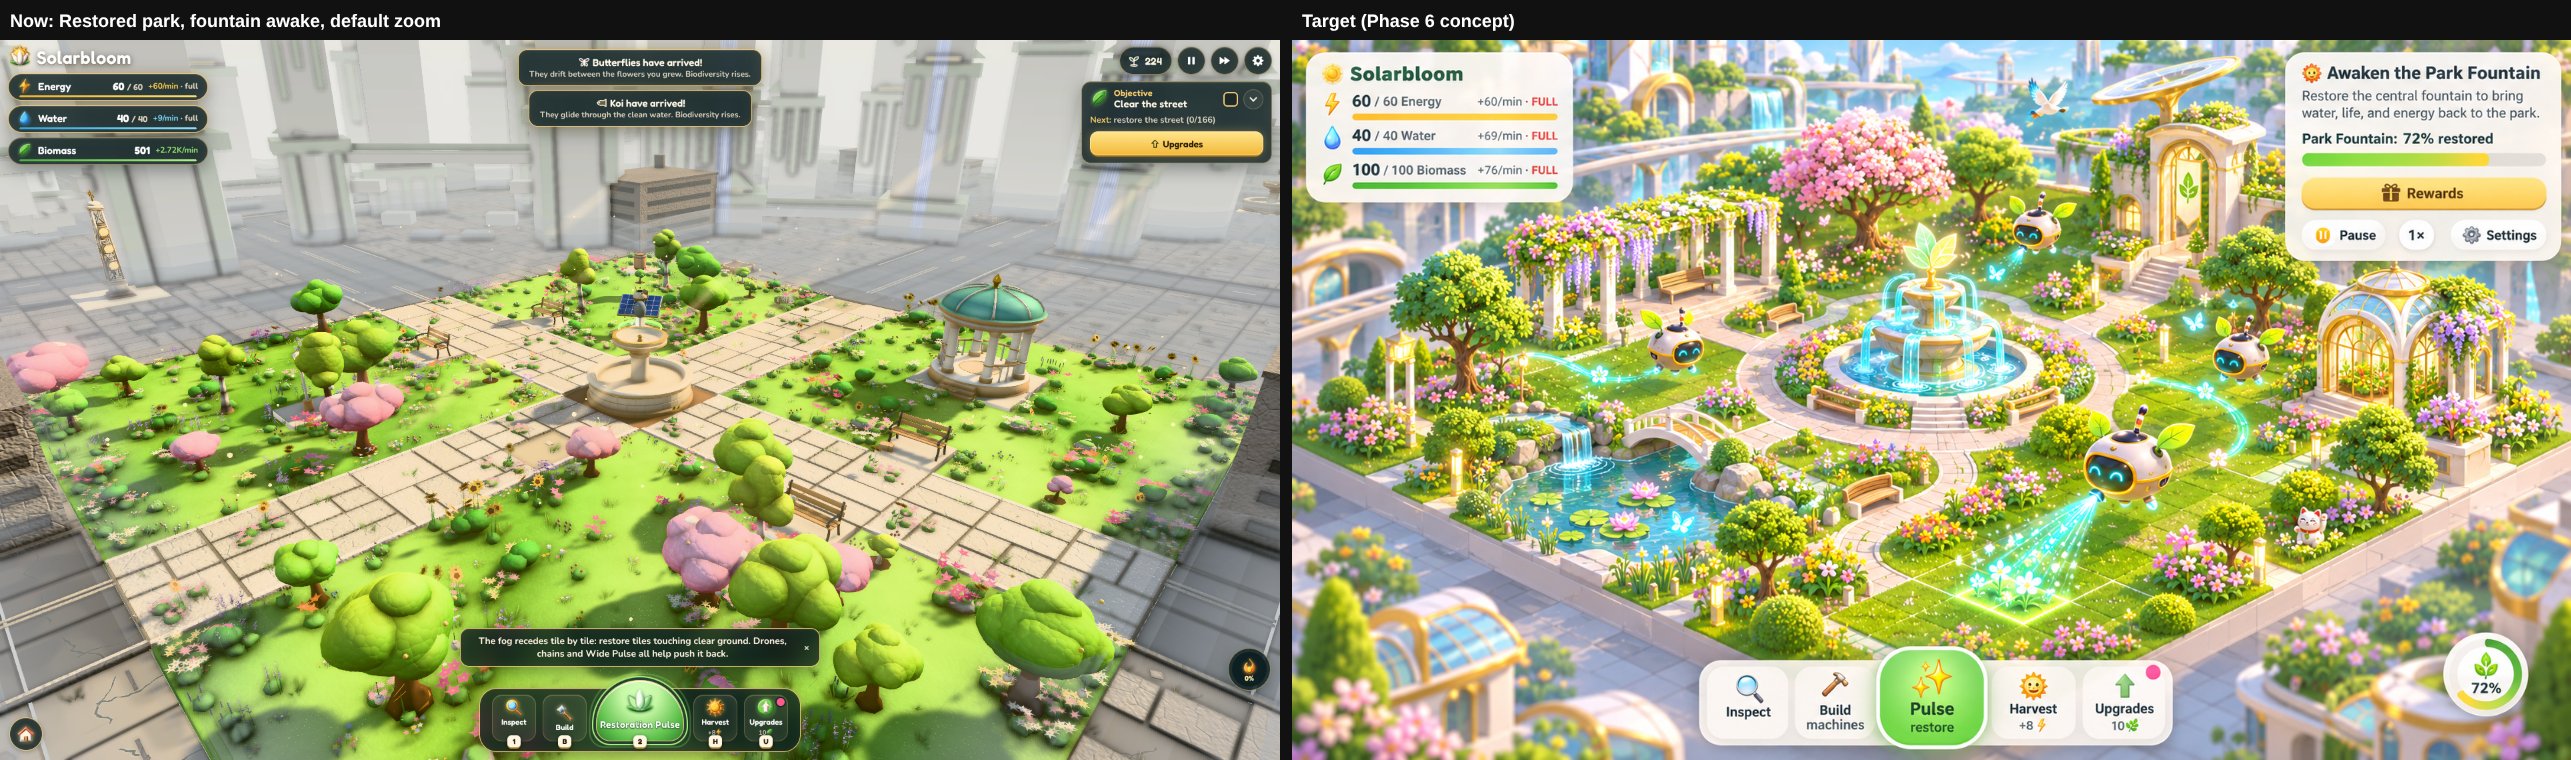 Now: Restored park, fountain awake, default zoom
Solarbloom
Energy 60 / 60 +60/min · full
Water 40 / 40 +9/min · full
Biomass 501 +2.72K/min
Butterflies have arrived!
They drift between the flowers you grew. Biodiversity rises.
Koi have arrived!
They glide through the clean water. Biodiversity rises.
224
Objective
Clear the street
Next: restore the street (0/166)
Upgrades
The fog recedes tile by tile: restore tiles touching clear ground. Drones,
chains and Wide Pulse all help push it back.
×
0%
Inspect
1
Build
B
Restoration Pulse
2
Harvest
+8
H
Upgrades
U
Target (Phase 6 concept)
Solarbloom
60 / 60 Energy +60/min · FULL
40 / 40 Water +69/min · FULL
100 / 100 Biomass +76/min · FULL
Awaken the Park Fountain
Restore the central fountain to bring
water, life, and energy back to the park.
Park Fountain: 72% restored
Rewards
Pause
1×
Settings
Inspect
Build
machines
Pulse
restore
Harvest
+8
Upgrades
10
72%